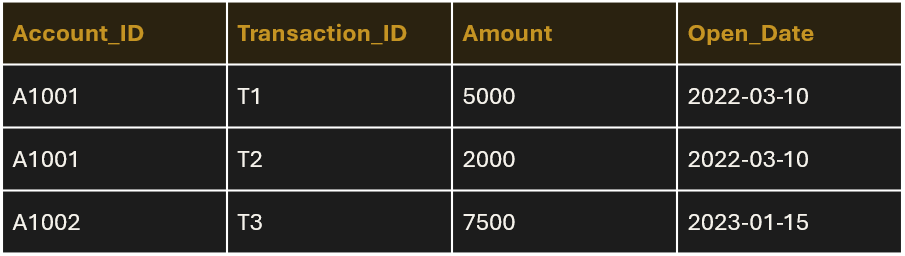 Account_ID Transaction_ID Amount Open_Date
A1001 T1 5000 2022-03-10
A1001 T2 2000 2022-03-10
A1002 T3 7500 2023-01-15